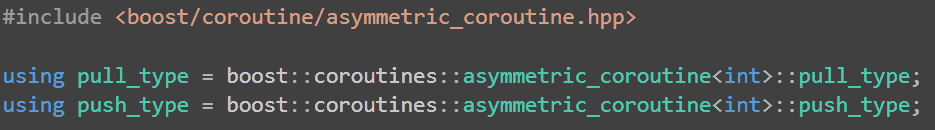 #include <boost/coroutine/asymmetric_coroutine.hpp>
using pull_type = boost::coroutines::asymmetric_coroutine<int>::pull_type;
using push_type = boost::coroutines::asymmetric_coroutine<int>::push_type;